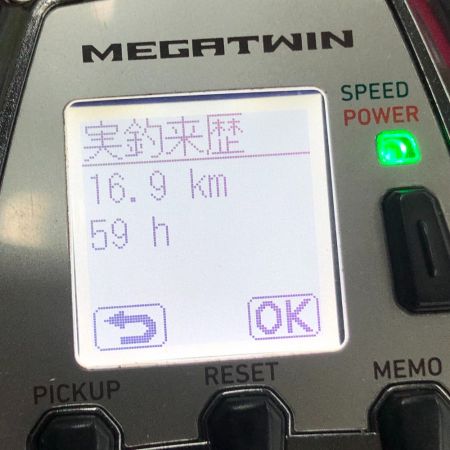 MEGATWIN
SPEED
POWER
実釣来歴
16.9 km
59 h
OK
PICKUP
RESET
MEMO